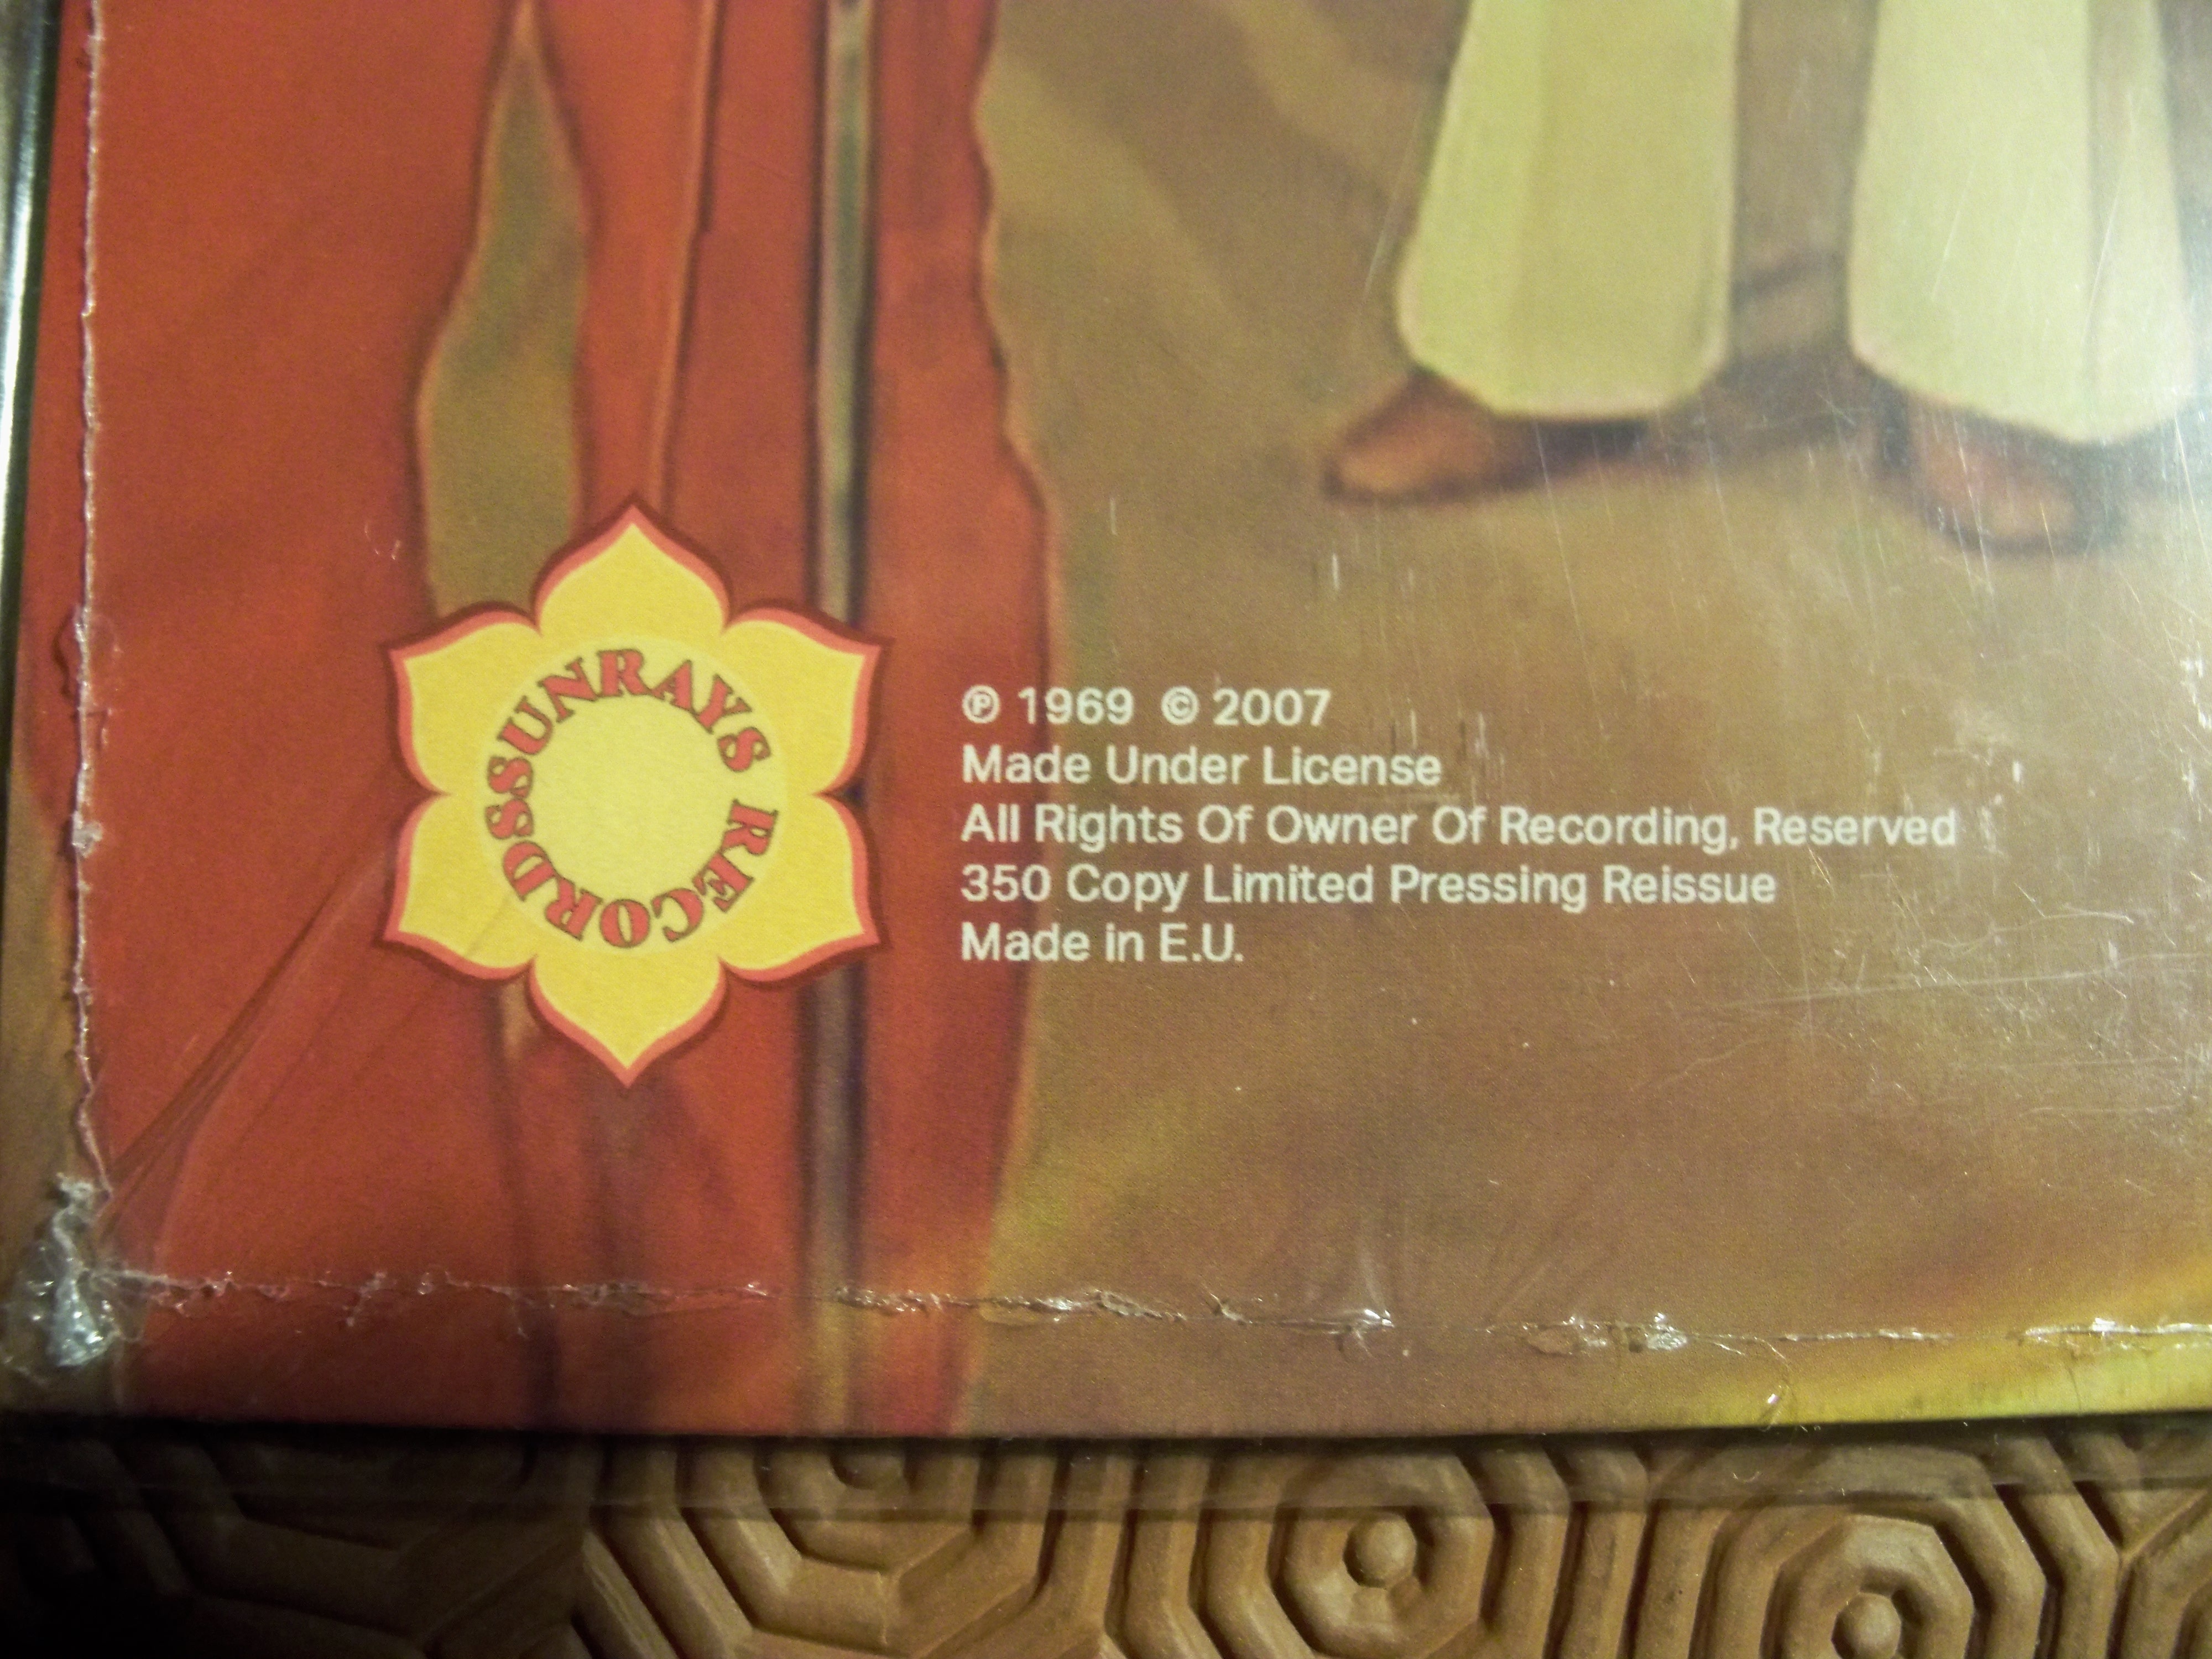 SUNRAYS RECORDS
℗ 1969 © 2007
Made Under License
All Rights Of Owner Of Recording, Reserved
350 Copy Limited Pressing Reissue
Made in E.U.